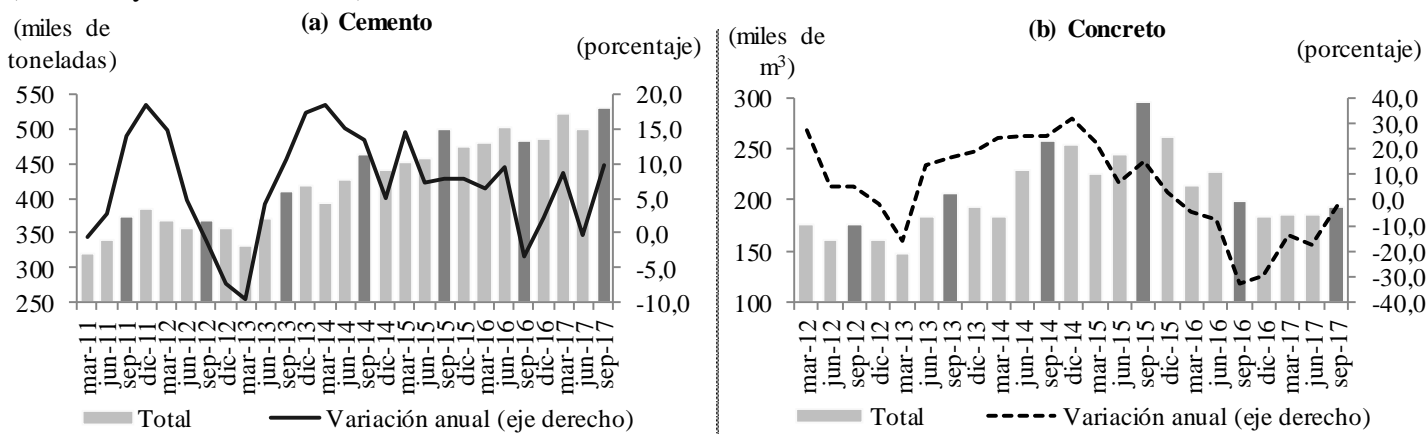 (a) Cemento
(miles de
toneladas)
(porcentaje)
550
500
450
400
350
300
250
20,0
15,0
10,0
5,0
0,0
-5,0
-10,0
mar-11
jun-11
sep-11
dic-11
mar-12
jun-12
sep-12
dic-12
mar-13
jun-13
sep-13
dic-13
mar-14
jun-14
sep-14
dic-14
mar-15
jun-15
sep-15
dic-15
mar-16
jun-16
sep-16
dic-16
mar-17
jun-17
sep-17
Total
Variación anual (eje derecho)
(b) Concreto
(miles de
m³)
(porcentaje)
300
250
200
150
100
40,0
30,0
20,0
10,0
0,0
-10,0
-20,0
-30,0
-40,0
mar-12
jun-12
sep-12
dic-12
mar-13
jun-13
sep-13
dic-13
mar-14
jun-14
sep-14
dic-14
mar-15
jun-15
sep-15
dic-15
mar-16
jun-16
sep-16
dic-16
mar-17
jun-17
sep-17
Total
Variación anual (eje derecho)